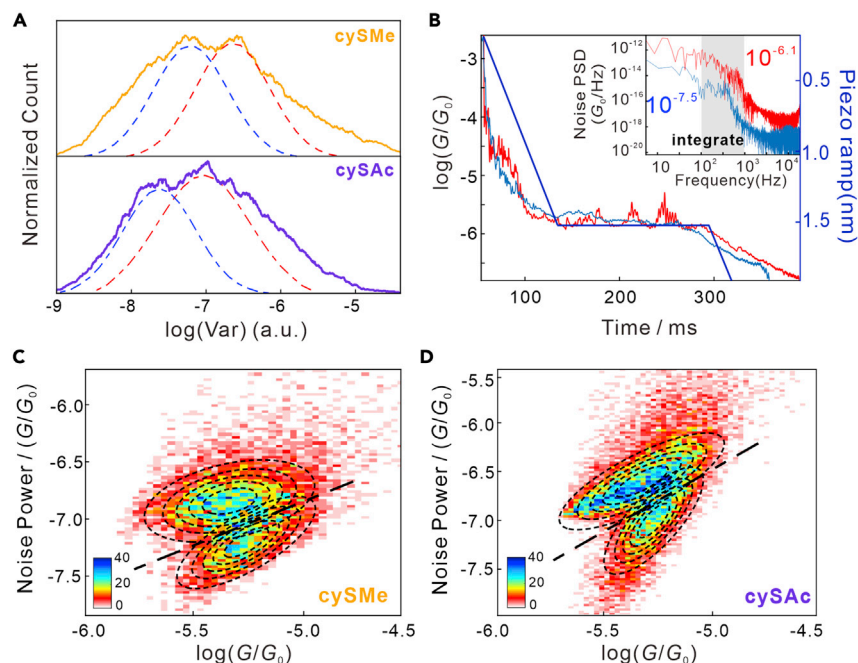 A
cySMe
cySAc
Normalized Count
-9
-8
-7
-6
-5
log(Var) (a.u.)
B
-3
-4
-5
-6
log(G/G₀)
100
200
300
Time / ms
0.5
1.0
1.5
Piezo ramp(nm)
Noise PSD
(G₀/Hz)
10⁻¹²
10⁻¹⁴
10⁻¹⁶
10⁻¹⁸
10⁻²⁰
10⁻⁶·¹
10⁻⁷·⁵
integrate
10¹
10²
10³
10⁴
Frequency(Hz)
C
Noise Power / (G/G₀)
-6.0
-6.5
-7.0
-7.5
40
20
0
cySMe
-6.0
-5.5
-5.0
-4.5
log(G/G₀)
D
Noise Power / (G/G₀)
-5.5
-6.0
-6.5
-7.0
-7.5
40
20
0
cySAc
-6.0
-5.5
-5.0
-4.5
log(G/G₀)